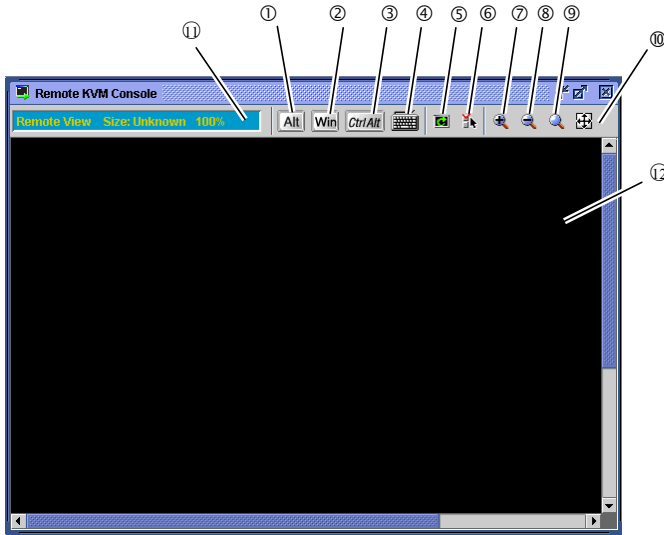 ① ② ③ ④ ⑤ ⑥ ⑦ ⑧ ⑨
⑪ ⑩
Remote KVM Console
Remote View Size: Unknown 100% Alt Win Ctrl Alt
⑫